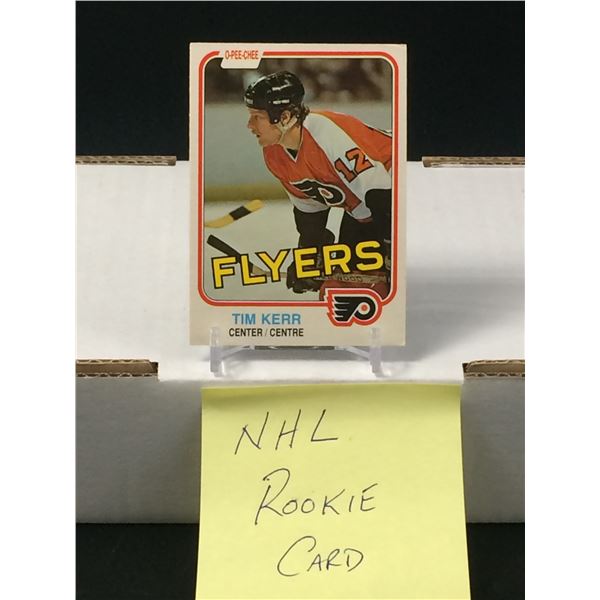 O-PEE-CHEE
12
FLYERS
TIM KERR
CENTER / CENTRE
NHL
ROOKIE
CARD